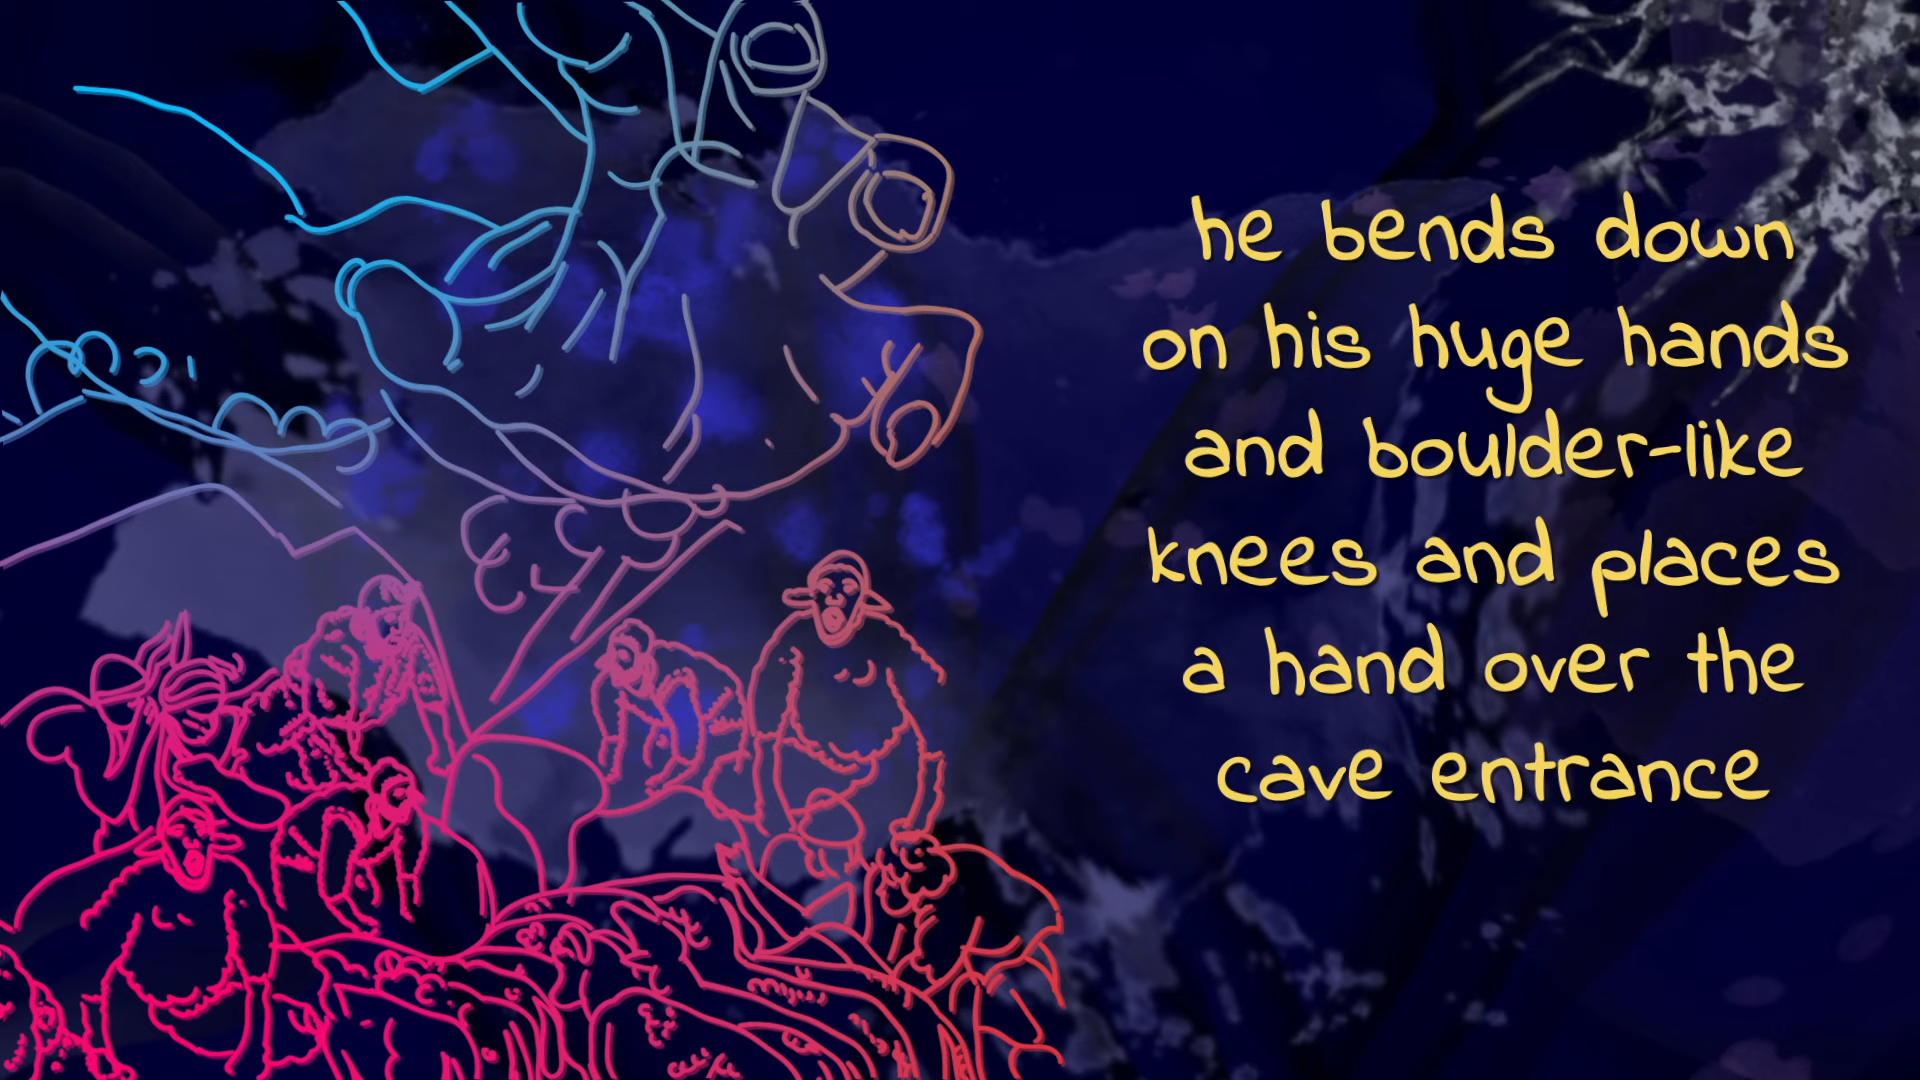 he bends down
on his huge hands
and boulder-like
knees and places
a hand over the
cave entrance